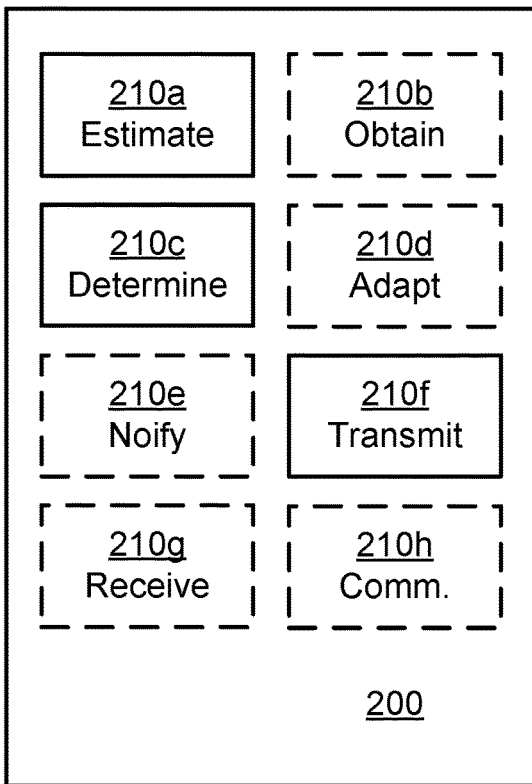 210a
Estimate
210b
Obtain
210c
Determine
210d
Adapt
210e
Noify
210f
Transmit
210g
Receive
210h
Comm.
200